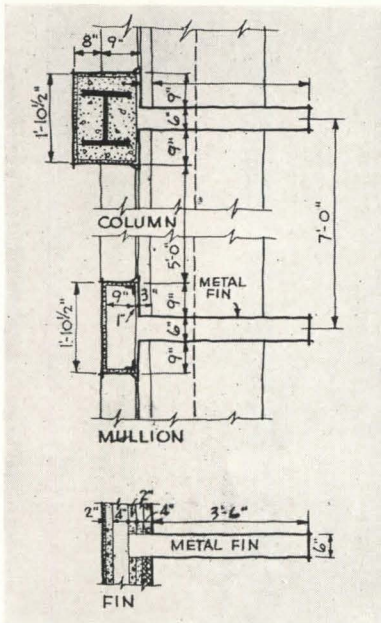 8" 9"
9"
6"
9"
1'-10½"
COLUMN
5'-0"
7'-0"
METAL
FIN
9" 3"
1"
9"
6"
9"
1'-10½"
MULLION
2"
2" 4" 4"
3'-6"
METAL FIN
6"
FIN